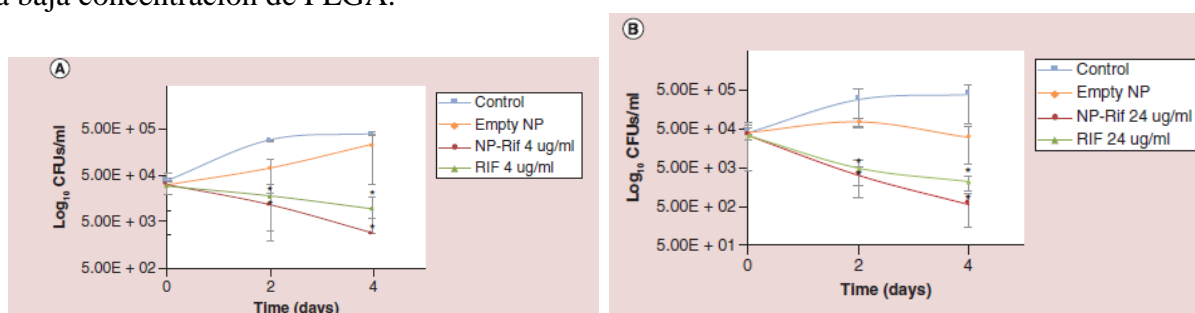 a baja concentración de PEGA.
A
Log10 CFUs/ml
5.00E + 05
5.00E + 04
5.00E + 03
5.00E + 02
0
2
4
Time (days)
Control
Empty NP
NP-Rif 4 ug/ml
RIF 4 ug/ml
B
Log10 CFUs/ml
5.00E + 05
5.00E + 04
5.00E + 03
5.00E + 02
5.00E + 01
0
2
4
Time (days)
Control
Empty NP
NP-Rif 24 ug/ml
RIF 24 ug/ml